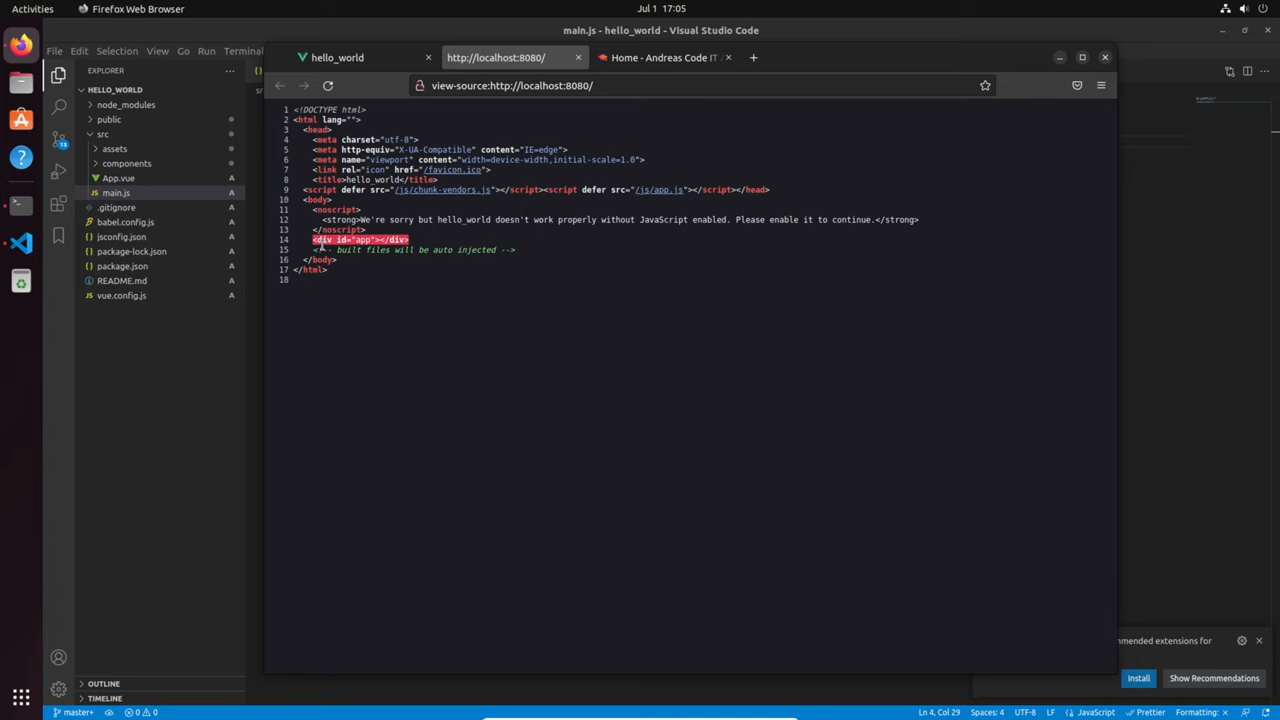 Activities
Firefox Web Browser
Jul 1 17:05
main.js - hello_world - Visual Studio Code
File Edit Selection View Go Run Terminal
hello_world
http://localhost:8080/
Home - Andreas Code IT /
view-source:http://localhost:8080/
EXPLORER
HELLO_WORLD
node_modules
public
src
assets
components
App.vue A
JS main.js A
.gitignore A
babel.config.js A
jsconfig.json A
package-lock.json A
package.json A
README.md A
vue.config.js A
OUTLINE
TIMELINE
13
1 <!DOCTYPE html>
2 <html lang="">
3 <head>
4 <meta charset="utf-8">
5 <meta http-equiv="X-UA-Compatible" content="IE=edge">
6 <meta name="viewport" content="width=device-width,initial-scale=1.0">
7 <link rel="icon" href="/favicon.ico">
8 <title>hello_world</title>
9 <script defer src="/js/chunk-vendors.js"></script><script defer src="/js/app.js"></script></head>
10 <body>
11 <noscript>
12 <strong>We're sorry but hello_world doesn't work properly without JavaScript enabled. Please enable it to continue.</strong>
13 </noscript>
14 <div id="app"></div>
15 <!-- built files will be auto injected -->
16 </body>
17 </html>
18
mended extensions for
Install
Show Recommendations
master+
0 0
Ln 4, Col 29 Spaces: 4 UTF-8 LF JavaScript Prettier Formatting: